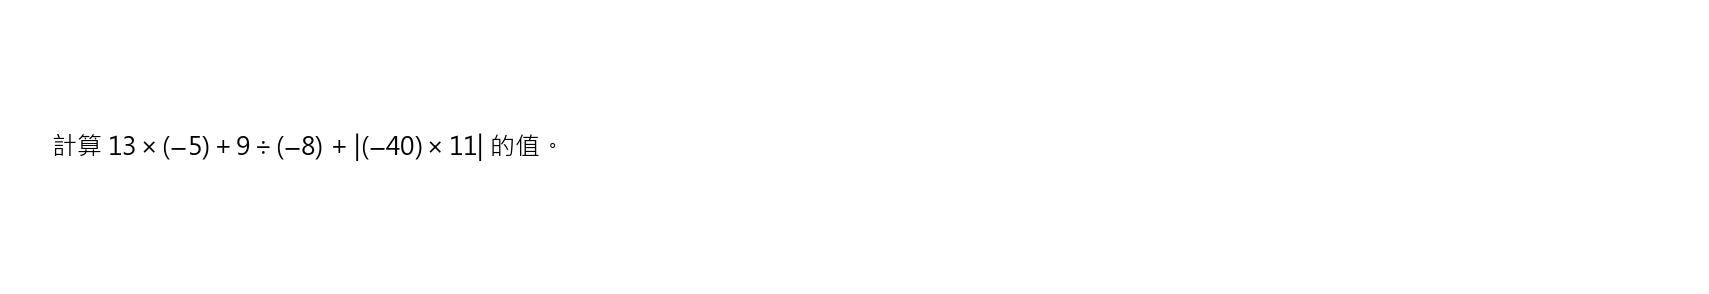 計算 13 × (−5) + 9 ÷ (−8) + |(−40) × 11| 的值。